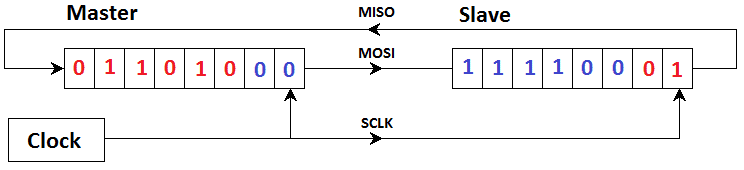 MISO
Master
Slave
MOSI
0 1 1 0 1 0 0 0
1 1 1 1 0 0 0 1
SCLK
Clock